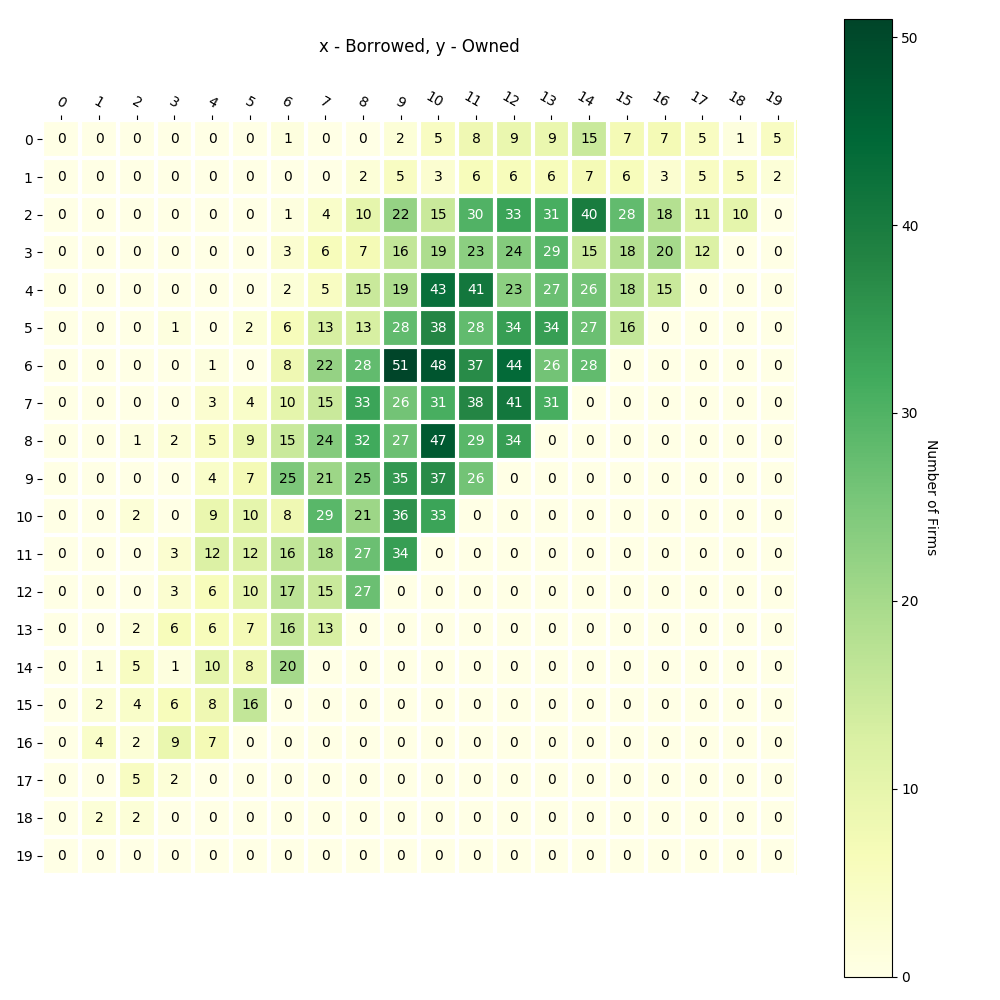 x - Borrowed, y - Owned
0 1 2 3 4 5 6 7 8 9 10 11 12 13 14 15 16 17 18 19
0 0 0 0 0 0 0 1 0 0 2 5 8 9 9 15 7 7 5 1 5
1 0 0 0 0 0 0 0 0 2 5 3 6 6 6 7 6 3 5 5 2
2 0 0 0 0 0 0 1 4 10 22 15 30 33 31 40 28 18 11 10 0
3 0 0 0 0 0 0 3 6 7 16 19 23 24 29 15 18 20 12 0 0
4 0 0 0 0 0 0 2 5 15 19 43 41 23 27 26 18 15 0 0 0
5 0 0 0 1 0 2 6 13 13 28 38 28 34 34 27 16 0 0 0 0
6 0 0 0 0 1 0 8 22 28 51 48 37 44 26 28 0 0 0 0 0
7 0 0 0 0 3 4 10 15 33 26 31 38 41 31 0 0 0 0 0 0
8 0 0 1 2 5 9 15 24 32 27 47 29 34 0 0 0 0 0 0 0
9 0 0 0 0 4 7 25 21 25 35 37 26 0 0 0 0 0 0 0 0
10 0 0 2 0 9 10 8 29 21 36 33 0 0 0 0 0 0 0 0 0
11 0 0 0 3 12 12 16 18 27 34 0 0 0 0 0 0 0 0 0 0
12 0 0 0 3 6 10 17 15 27 0 0 0 0 0 0 0 0 0 0 0
13 0 0 2 6 6 7 16 13 0 0 0 0 0 0 0 0 0 0 0 0
14 0 1 5 1 10 8 20 0 0 0 0 0 0 0 0 0 0 0 0 0
15 0 2 4 6 8 16 0 0 0 0 0 0 0 0 0 0 0 0 0 0
16 0 4 2 9 7 0 0 0 0 0 0 0 0 0 0 0 0 0 0 0
17 0 0 5 2 0 0 0 0 0 0 0 0 0 0 0 0 0 0 0 0
18 0 2 2 0 0 0 0 0 0 0 0 0 0 0 0 0 0 0 0 0
19 0 0 0 0 0 0 0 0 0 0 0 0 0 0 0 0 0 0 0 0
50
40
30
20
10
0
Number of Firms